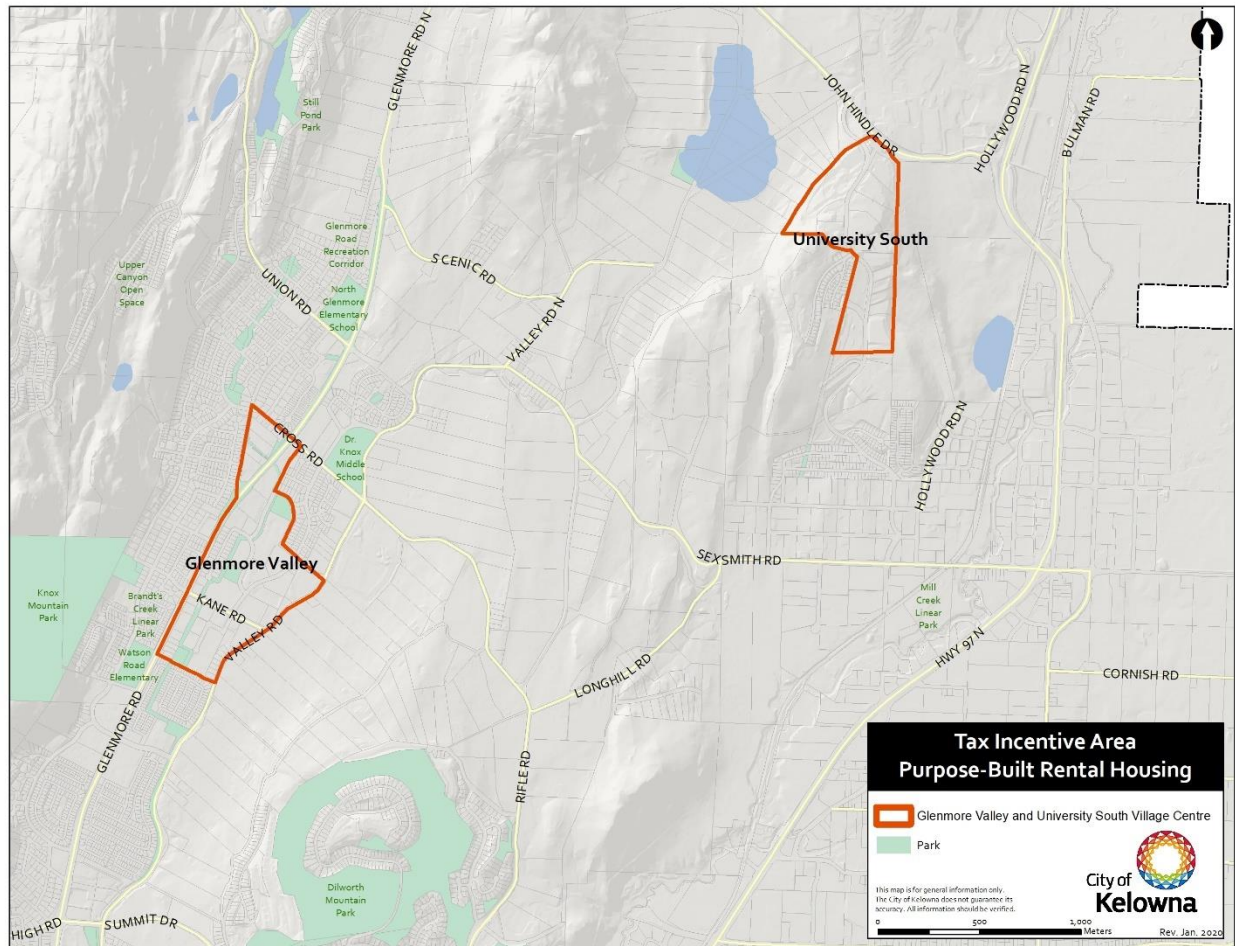 GLENMORE RD N
Still
Pond
Park
JOHN HINDLE DR
HOLLYWOOD RD N
BULMAN RD
Glenmore
Road
Recreation
Corridor
SCENIC RD
University South
Upper
Canyon
Open
Space
UNION RD
North
Glenmore
Elementary
School
VALLEY RD N
CROSS RD
Dr.
Knox
Middle
School
HOLLYWOOD RD N
Glenmore Valley
SEXSMITH RD
Knox
Mountain
Park
Brandt's
Creek
Linear
Park
KANE RD
Mill
Creek
Linear
Park
VALLEY RD
Watson
Road
Elementary
HWY 97 N
LONGHILL RD
CORNISH RD
GLENMORE RD
RIFLE RD
Dilworth
Mountain
Park
HIGH RD
SUMMIT DR
Tax Incentive Area
Purpose-Built Rental Housing
Glenmore Valley and University South Village Centre
Park
This map is for general information only.
The City of Kelowna does not guarantee its
accuracy. All information should be verified.
0 500 1,000
Meters
City of
Kelowna
Rev. Jan. 2020